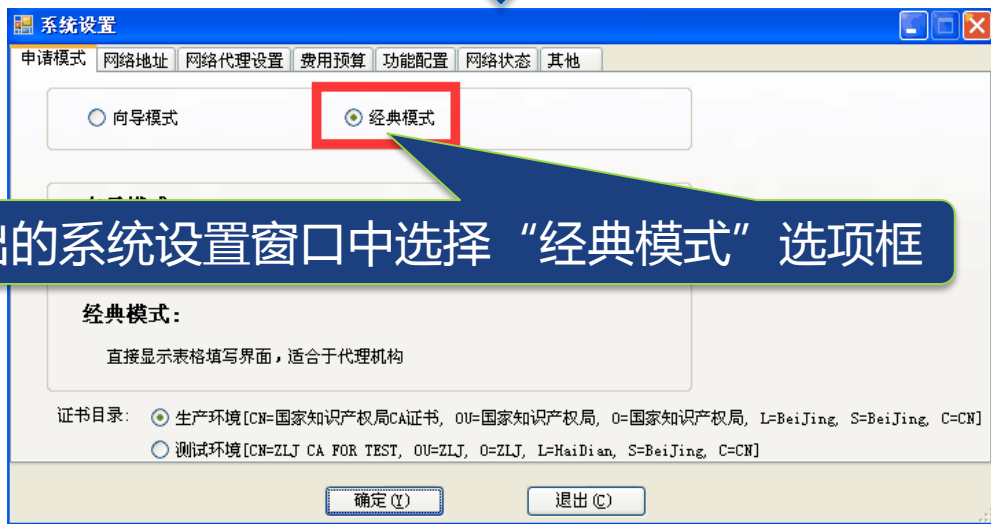 系统设置
申请模式 网络地址 网络代理设置 费用预算 功能配置 网络状态 其他
向导模式 经典模式
出的系统设置窗口中选择“经典模式”选项框
经典模式:
直接显示表格填写界面,适合于代理机构
证书目录: 生产环境[CN=国家知识产权局CA证书, OU=国家知识产权局, O=国家知识产权局, L=BeiJing, S=BeiJing, C=CN]
测试环境[CN=ZLJ CA FOR TEST, OU=ZLJ, O=ZLJ, L=HaiDian, S=BeiJing, C=CN]
确定(Y) 退出(C)